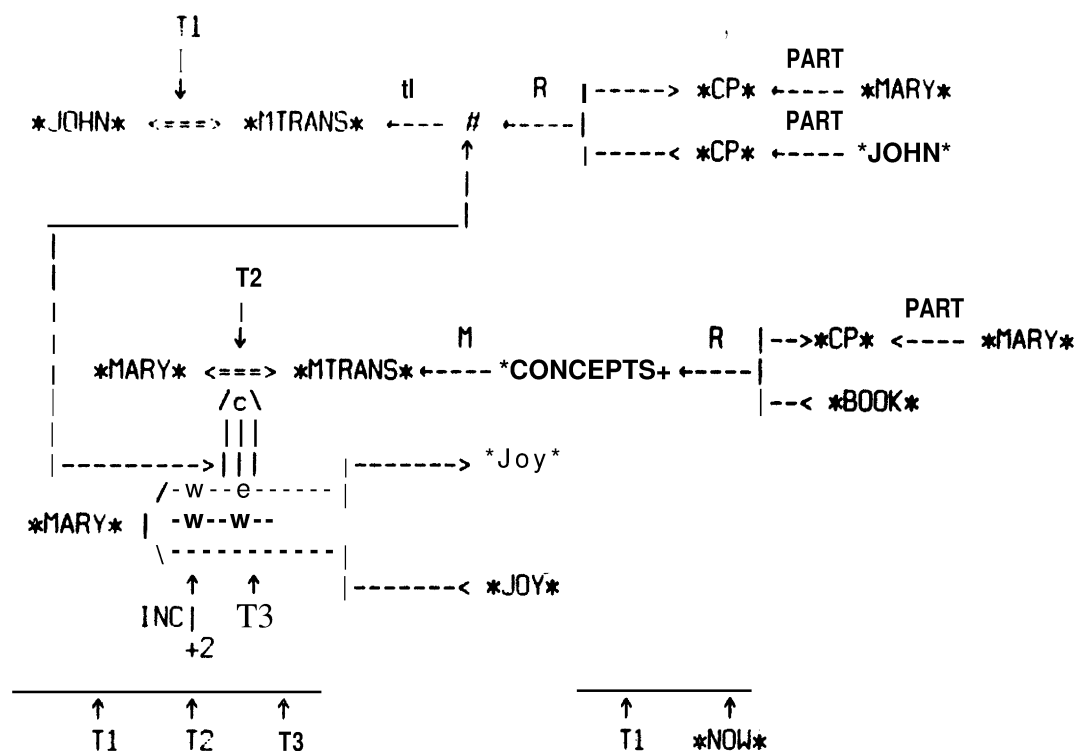 T1
PART
tI R |-----> *CP* <----- *MARY*
*JOHN* <===> *MTRANS* <---- # <----- PART
|-----< *CP* <----- *JOHN*
T2
PART
M R |-->*CP* <---- *MARY*
*MARY* <===> *MTRANS*<---- *CONCEPTS+ <-----
/c\ |--< *BOOK*
|||
|--------->||| |-------> *Joy*
/-w--e---------
*MARY* | -w--w--
\ ------------
|-------< *JOY*
INC| T3
+2
T1 T2 T3 T1 *NOW*